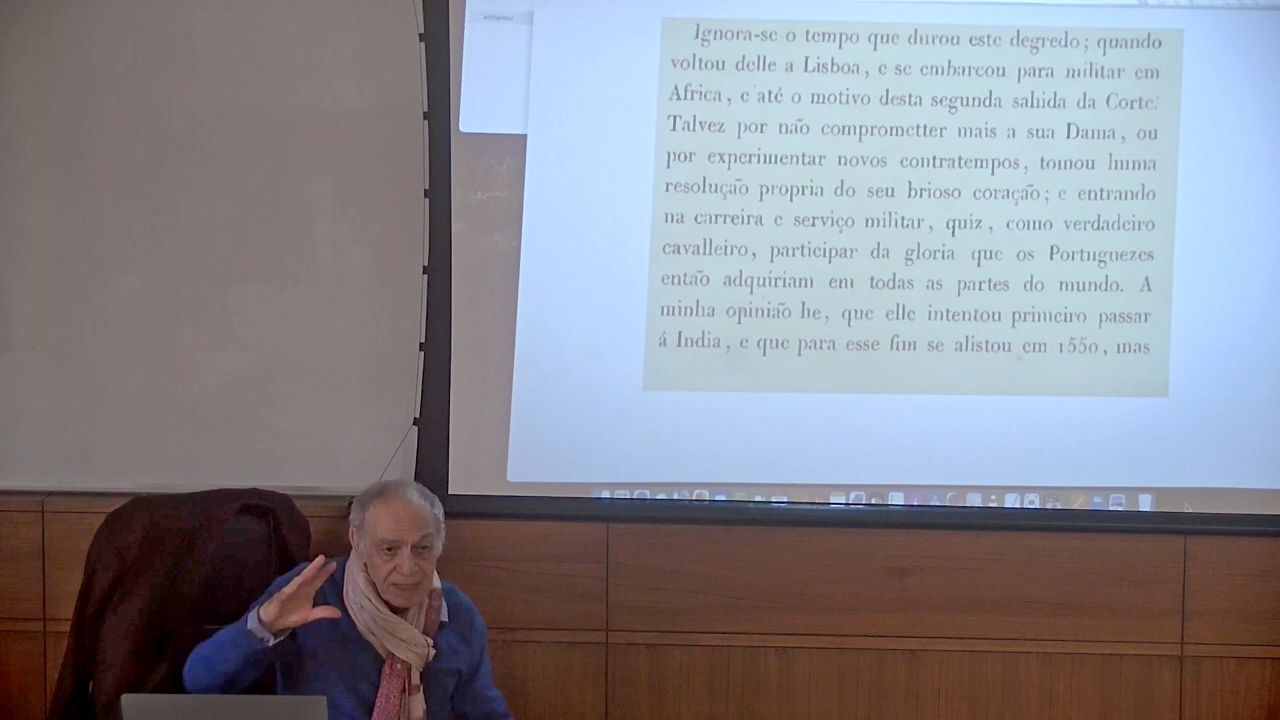 Ignora-se o tempo que durou este degredo; quando
voltou delle a Lisboa, e se embarcou para militar em
Africa, e até o motivo desta segunda sahida da Corte.
Talvez por não comprometter mais a sua Dama, ou
por experimentar novos contratempos, tomou huma
resolução propria do seu brioso coração; e entrando
na carreira e serviço militar, quiz, como verdadeiro
cavalleiro, participar da gloria que os Portuguezes
então adquiriam em todas as partes do mundo. A
minha opinião he, que elle intentou primeiro passar
á India, e que para esse fim se alistou em 1550, mas